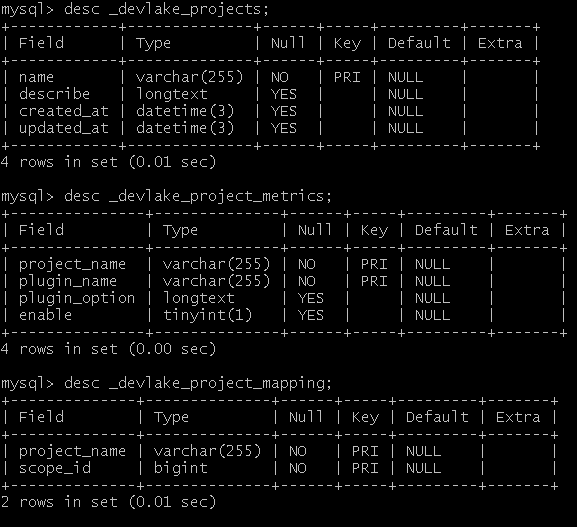 mysql> desc _devlake_projects;
+------------+--------------+------+-----+---------+-------+
| Field      | Type         | Null | Key | Default | Extra |
+------------+--------------+------+-----+---------+-------+
| name       | varchar(255) | NO   | PRI | NULL    |       |
| describe   | longtext     | YES  |     | NULL    |       |
| created_at | datetime(3)  | YES  |     | NULL    |       |
| updated_at | datetime(3)  | YES  |     | NULL    |       |
+------------+--------------+------+-----+---------+-------+
4 rows in set (0.01 sec)
mysql> desc _devlake_project_metrics;
+---------------+--------------+------+-----+---------+-------+
| Field         | Type         | Null | Key | Default | Extra |
+---------------+--------------+------+-----+---------+-------+
| project_name  | varchar(255) | NO   | PRI | NULL    |       |
| plugin_name   | varchar(255) | NO   | PRI | NULL    |       |
| plugin_option | longtext     | YES  |     | NULL    |       |
| enable        | tinyint(1)   | YES  |     | NULL    |       |
+---------------+--------------+------+-----+---------+-------+
4 rows in set (0.00 sec)
mysql> desc _devlake_project_mapping;
+--------------+--------------+------+-----+---------+-------+
| Field        | Type         | Null | Key | Default | Extra |
+--------------+--------------+------+-----+---------+-------+
| project_name | varchar(255) | NO   | PRI | NULL    |       |
| scope_id     | bigint       | NO   | PRI | NULL    |       |
+--------------+--------------+------+-----+---------+-------+
2 rows in set (0.01 sec)